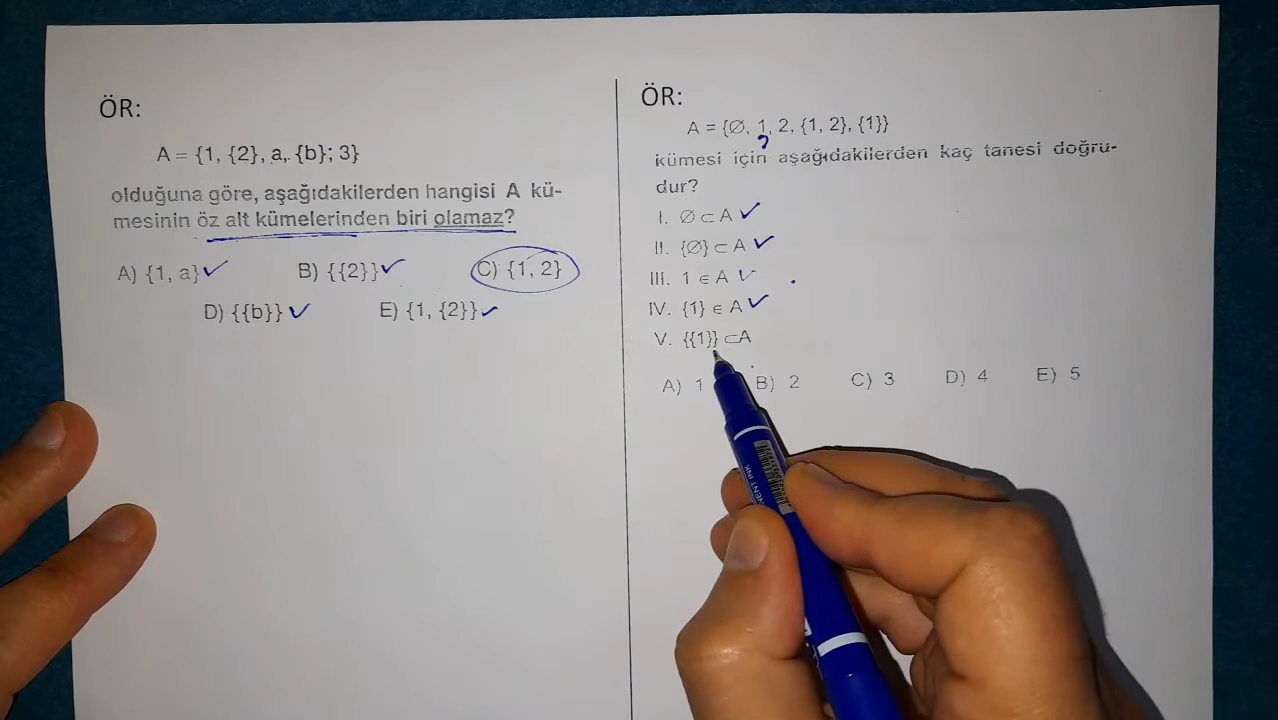 ÖR:
A = {1, {2}, a, {b}; 3}
olduğuna göre, aşağıdakilerden hangisi A kü-
mesinin öz alt kümelerinden biri olamaz?
A) {1, a}✓ B) {{2}}✓ C) {1, 2}
D) {{b}} ✓ E) {1, {2}}✓
ÖR:
A = {∅, 1, 2, {1, 2}, {1}}
kümesi için aşağıdakilerden kaç tanesi doğru-
dur?
I. ∅ ⊂ A ✓
II. {∅} ⊂ A ✓
III. 1 ∈ A ✓
IV. {1} ∈ A ✓
V. {{1}} ⊂A
A) 1 B) 2 C) 3 D) 4 E) 5